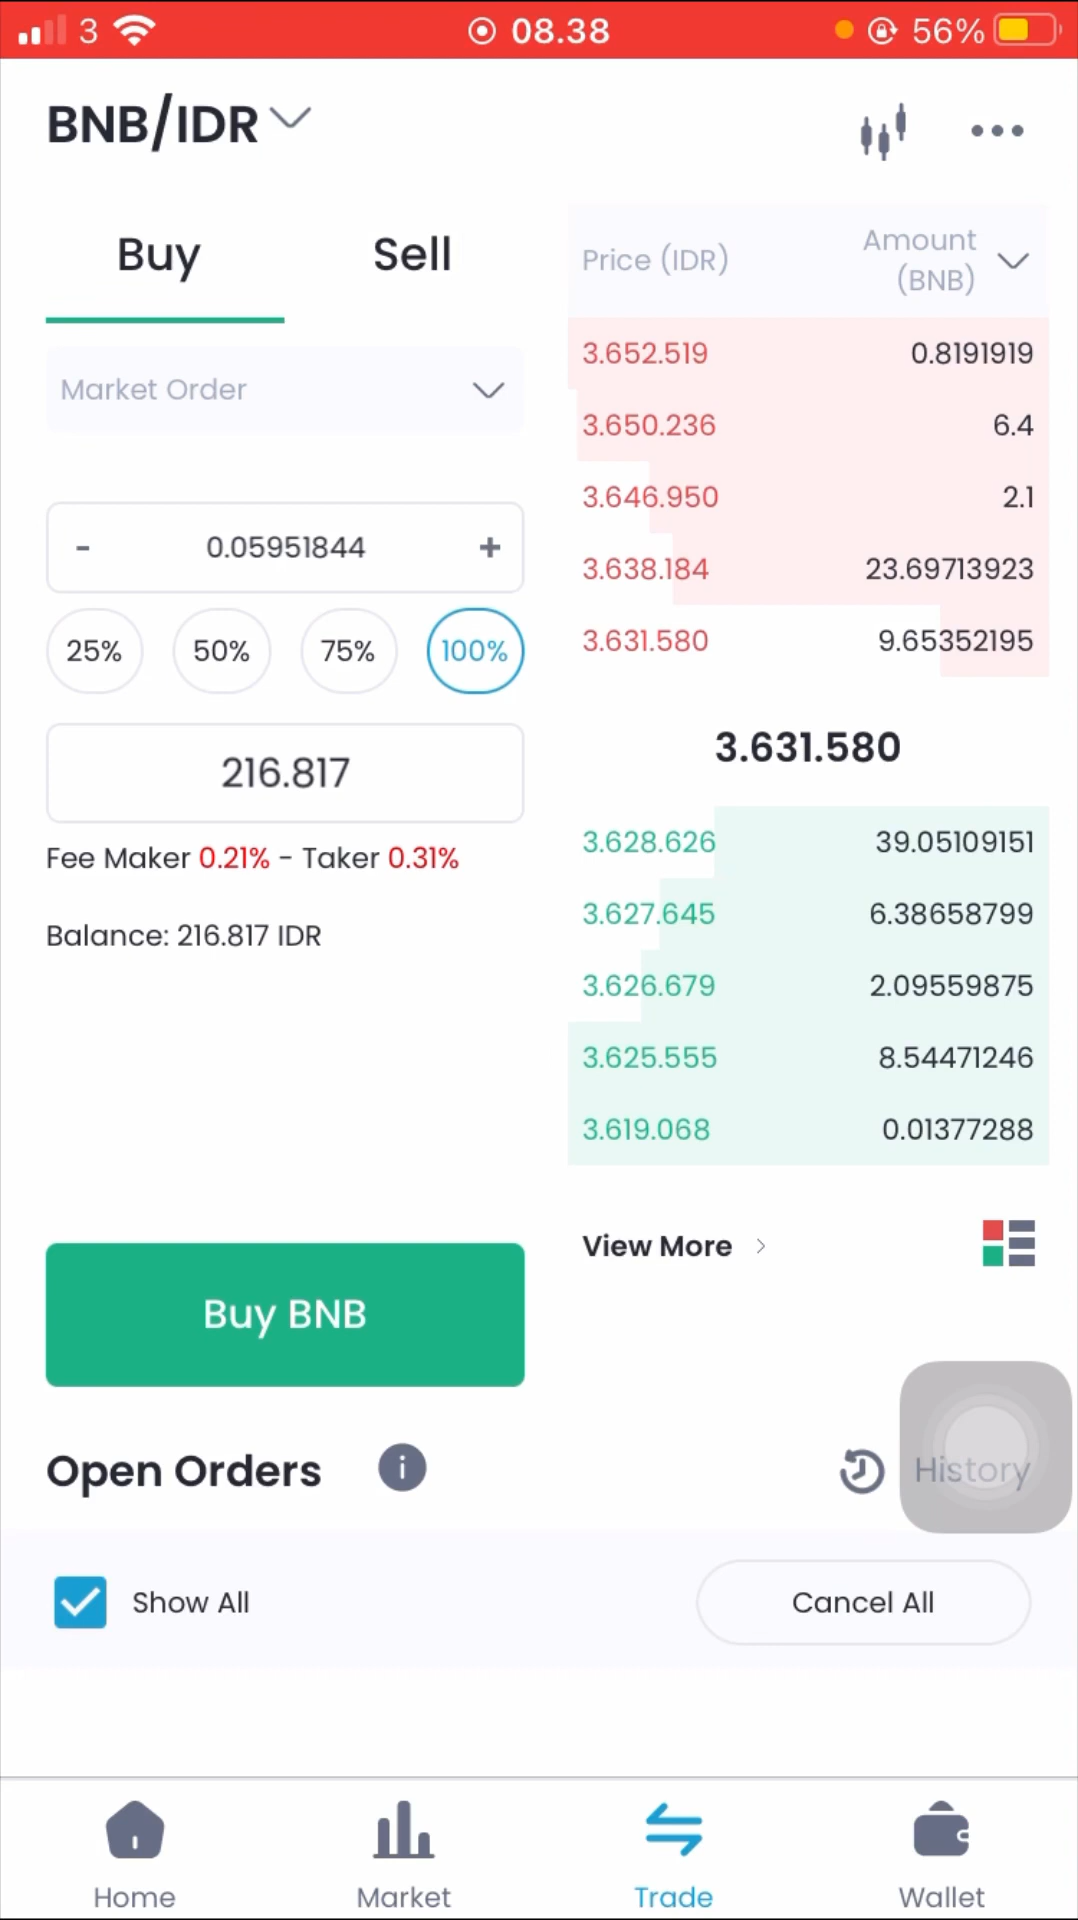 3 08.38 56%
BNB/IDR
Buy Sell
Market Order
- 0.05951844 +
25% 50% 75% 100%
216.817
Fee Maker 0.21% - Taker 0.31%
Balance: 216.817 IDR
Buy BNB
Price (IDR) Amount
(BNB)
3.652.519 0.8191919
3.650.236 6.4
3.646.950 2.1
3.638.184 23.69713923
3.631.580 9.65352195
3.631.580
3.628.626 39.05109151
3.627.645 6.38658799
3.626.679 2.09559875
3.625.555 8.54471246
3.619.068 0.01377288
View More
Open Orders i History
Show All Cancel All
Home Market Trade Wallet